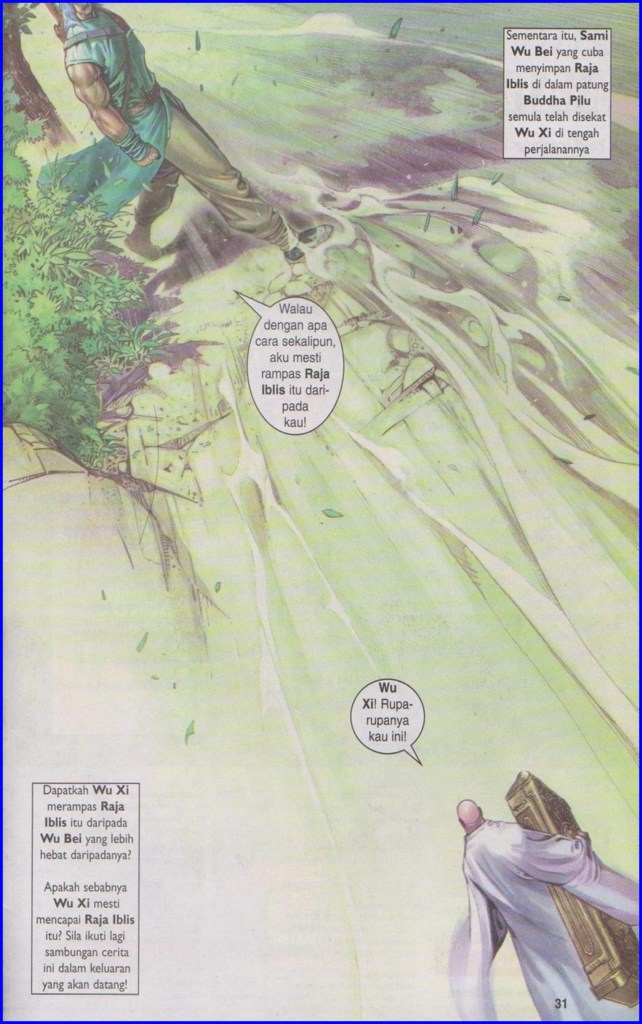 Sementara itu, Sami
Wu Bei yang cuba
menyimpan Raja
Iblis di dalam patung
Buddha Pilu
semula telah disekat
Wu Xi di tengah
perjalanannya
Walau
dengan apa
cara sekalipun,
aku mesti
rampas Raja
Iblis itu dari-
pada
kau!
Wu
Xi! Rupa-
rupanya
kau ini!
Dapatkah Wu Xi
merampas Raja
Iblis itu daripada
Wu Bei yang lebih
hebat daripadanya?
Apakah sebabnya
Wu Xi mesti
mencapai Raja Iblis
itu? Sila ikuti lagi
sambungan cerita
ini dalam keluaran
yang akan datang!
31